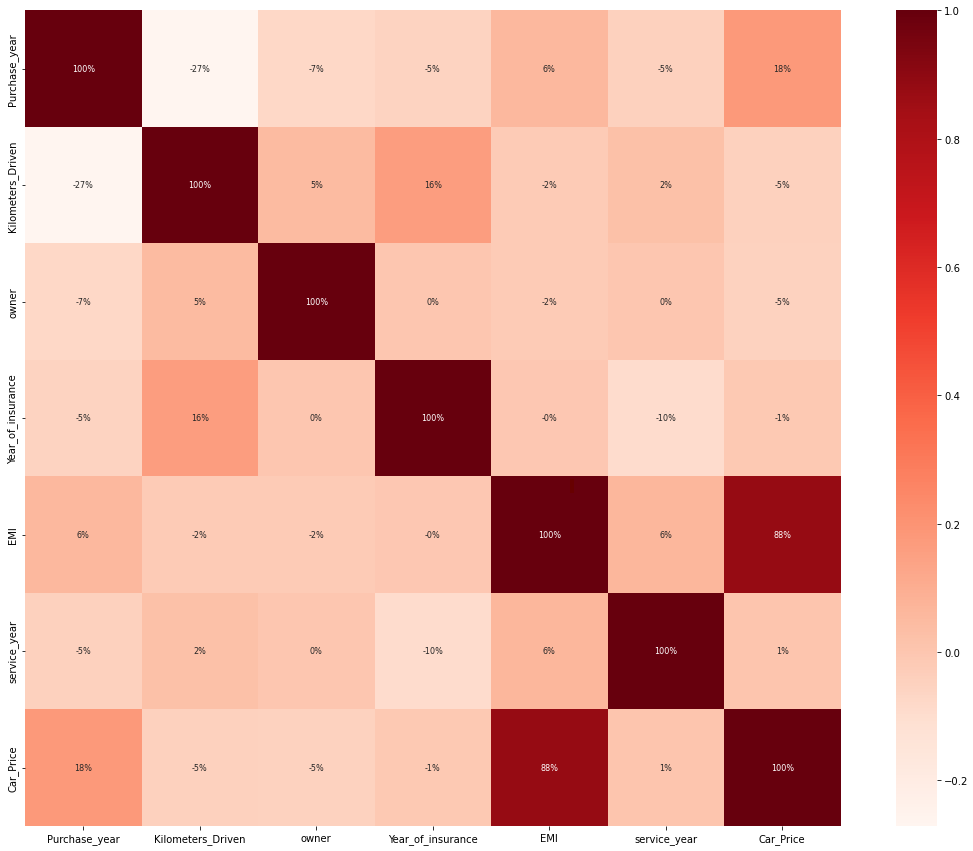 Purchase_year 100% -27% -7% -5% 6% -5% 18%
Kilometers_Driven -27% 100% 5% 16% -2% 2% -5%
owner -7% 5% 100% 0% -2% 0% -5%
Year_of_insurance -5% 16% 0% 100% -0% -10% -1%
EMI 6% -2% -2% -0% 100% 6% 88%
service_year -5% 2% 0% -10% 6% 100% 1%
Car_Price 18% -5% -5% -1% 88% 1% 100%
Purchase_year Kilometers_Driven owner Year_of_insurance EMI service_year Car_Price
1.0
0.8
0.6
0.4
0.2
0.0
−0.2